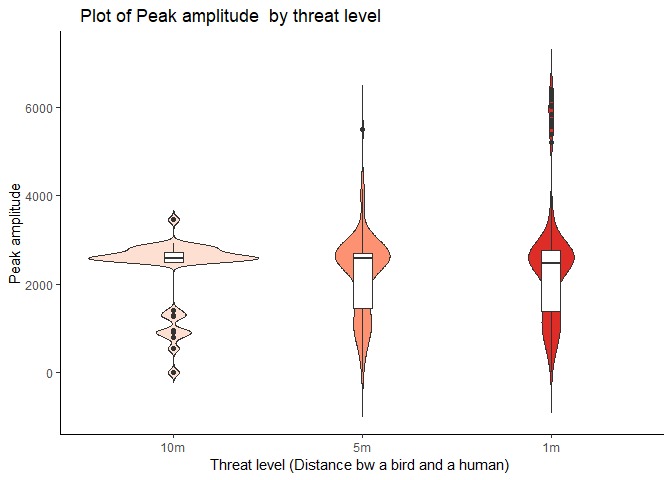 Plot of Peak amplitude  by threat level
Peak amplitude
6000
4000
2000
0
10m
5m
1m
Threat level (Distance bw a bird and a human)